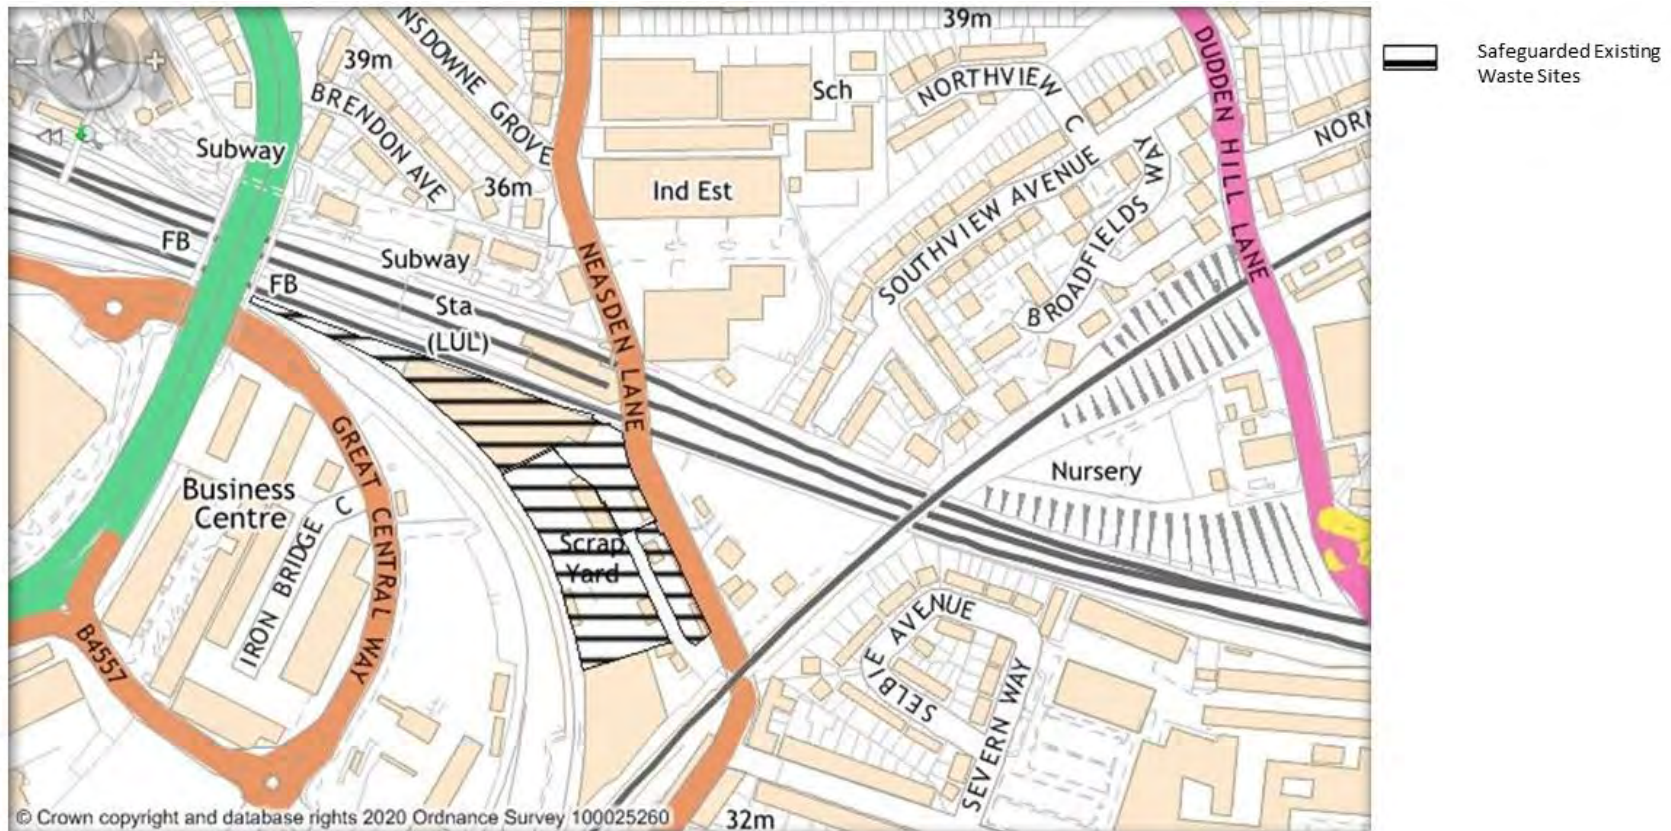 39m
Safeguarded Existing
Waste Sites
NSDOWNE GROVE
39m
BRENDON AVE
Sch
NORTHVIEW
C
DUDDEN HILL LANE
NORM
Subway
36m
Ind Est
SOUTHVIEW AVENUE
BROADFIELDS WAY
FB
Subway
NEASDEN LANE
FB
Sta
(LUL)
GREAT CENTRAL WAY
Nursery
Business
Centre
IRON BRIDGE C
Scrap
Yard
SELBIE AVENUE
B4557
SEVERN WAY
© Crown copyright and database rights 2020 Ordnance Survey 100025260
32m